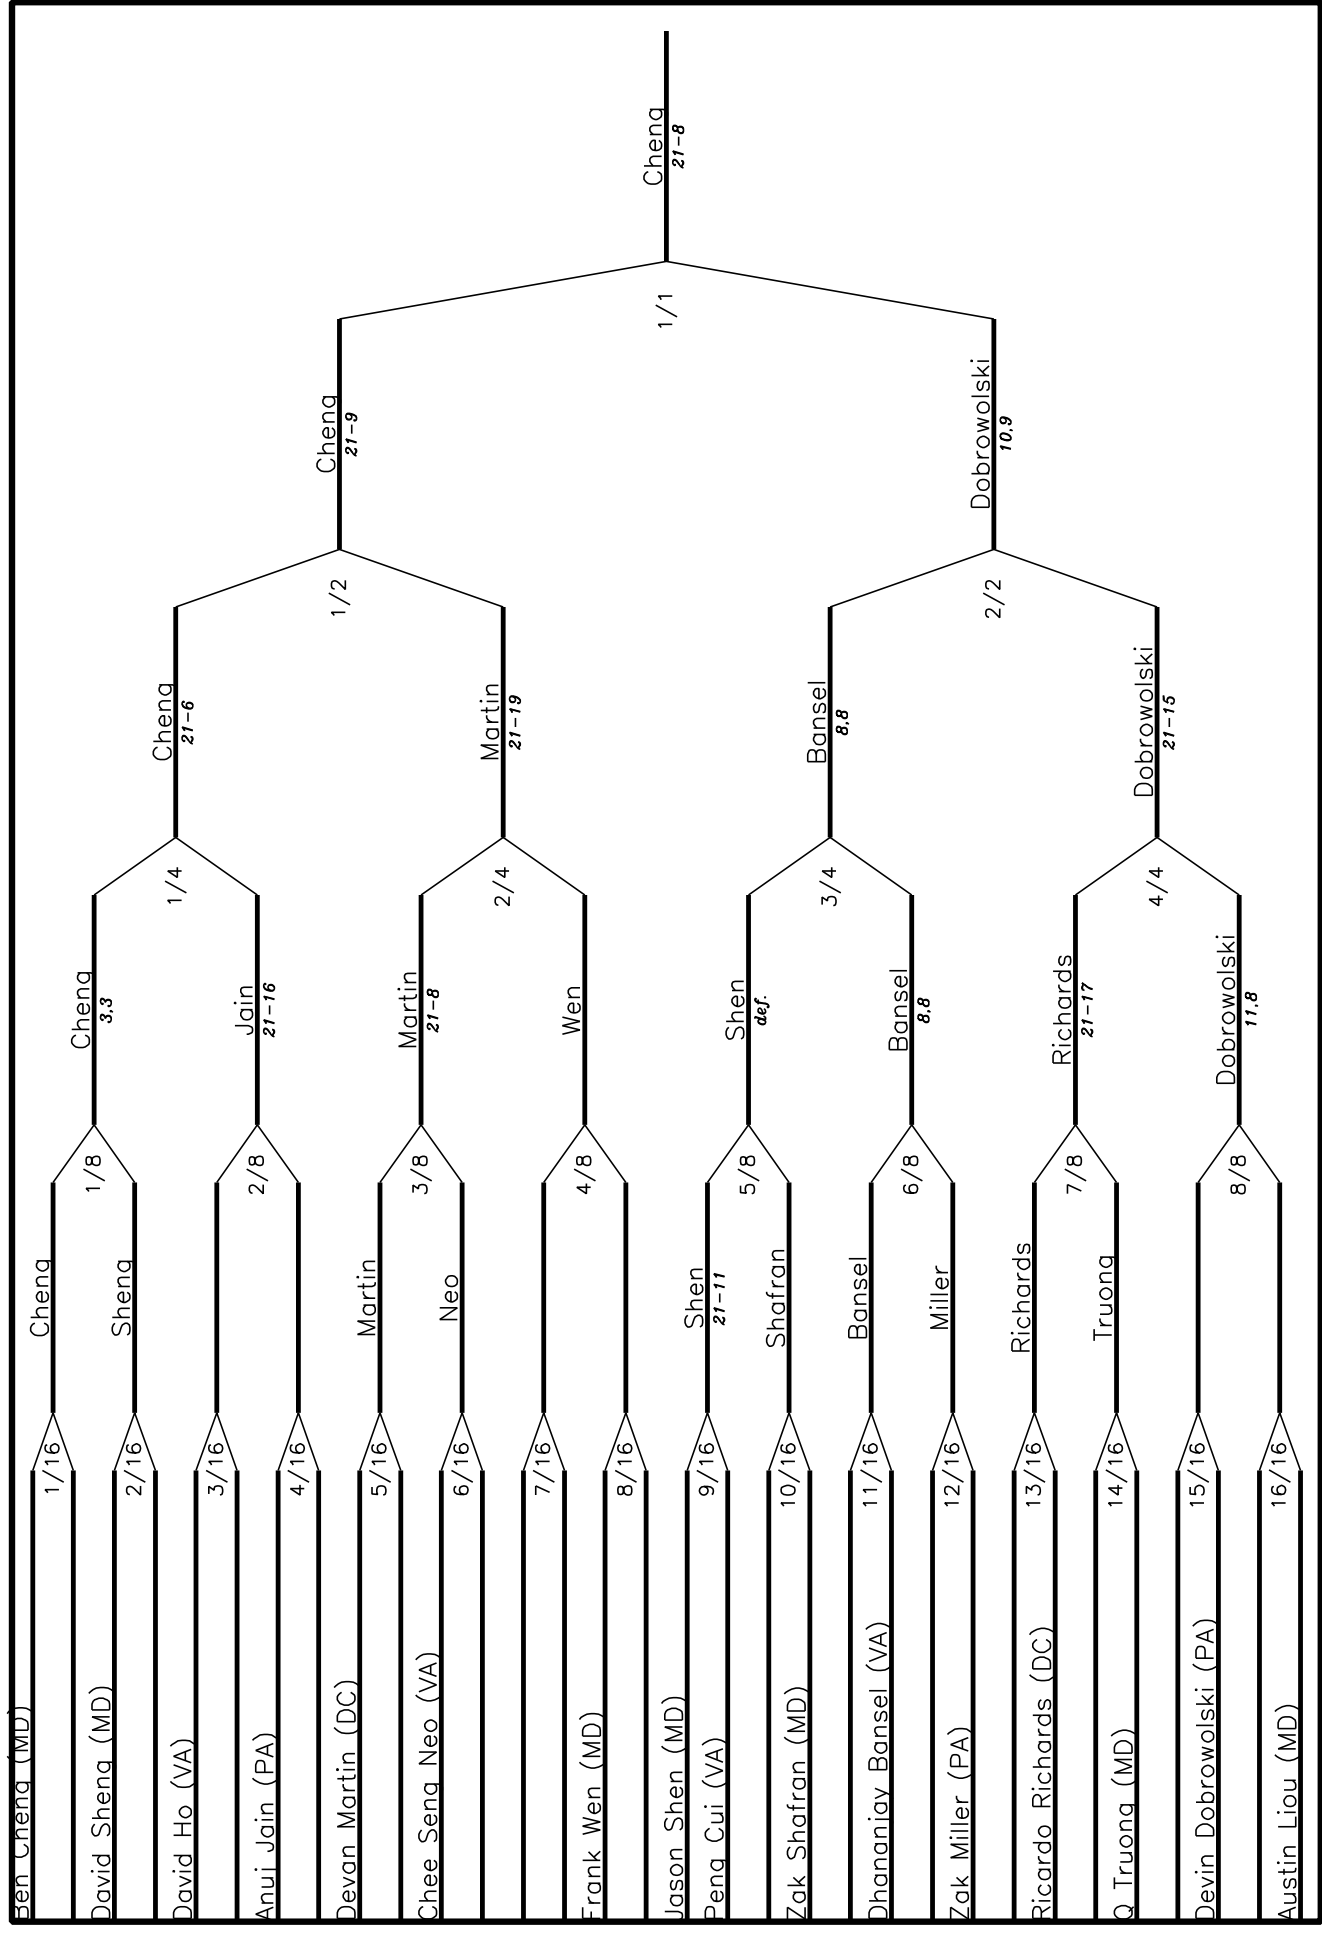 Ben Cheng (MD)
David Sheng (MD)
David Ho (VA)
Anuj Jain (PA)
Devan Martin (DC)
Chee Seng Neo (VA)
Frank Wen (MD)
Jason Shen (MD)
Peng Cui (VA)
Zak Shafran (MD)
Dhananjay Bansel (VA)
Zak Miller (PA)
Ricardo Richards (DC)
Q Truong (MD)
Devin Dobrowolski (PA)
Austin Liou (MD)
1/16
2/16
3/16
4/16
5/16
6/16
7/16
8/16
9/16
10/16
11/16
12/16
13/16
14/16
15/16
16/16
Cheng
Sheng
Martin
Neo
Shen
21-11
Shafran
Bansel
Miller
Richards
Truong
1/8
2/8
3/8
4/8
5/8
6/8
7/8
8/8
Cheng
3,3
Jain
21-16
Martin
21-8
Wen
Shen
def.
Bansel
8,8
Richards
21-17
Dobrowolski
11,8
1/4
2/4
3/4
4/4
Cheng
21-6
Martin
21-19
Bansel
8,8
Dobrowolski
21-15
1/2
2/2
Cheng
21-9
Dobrowolski
10,9
1/1
Cheng
21-8